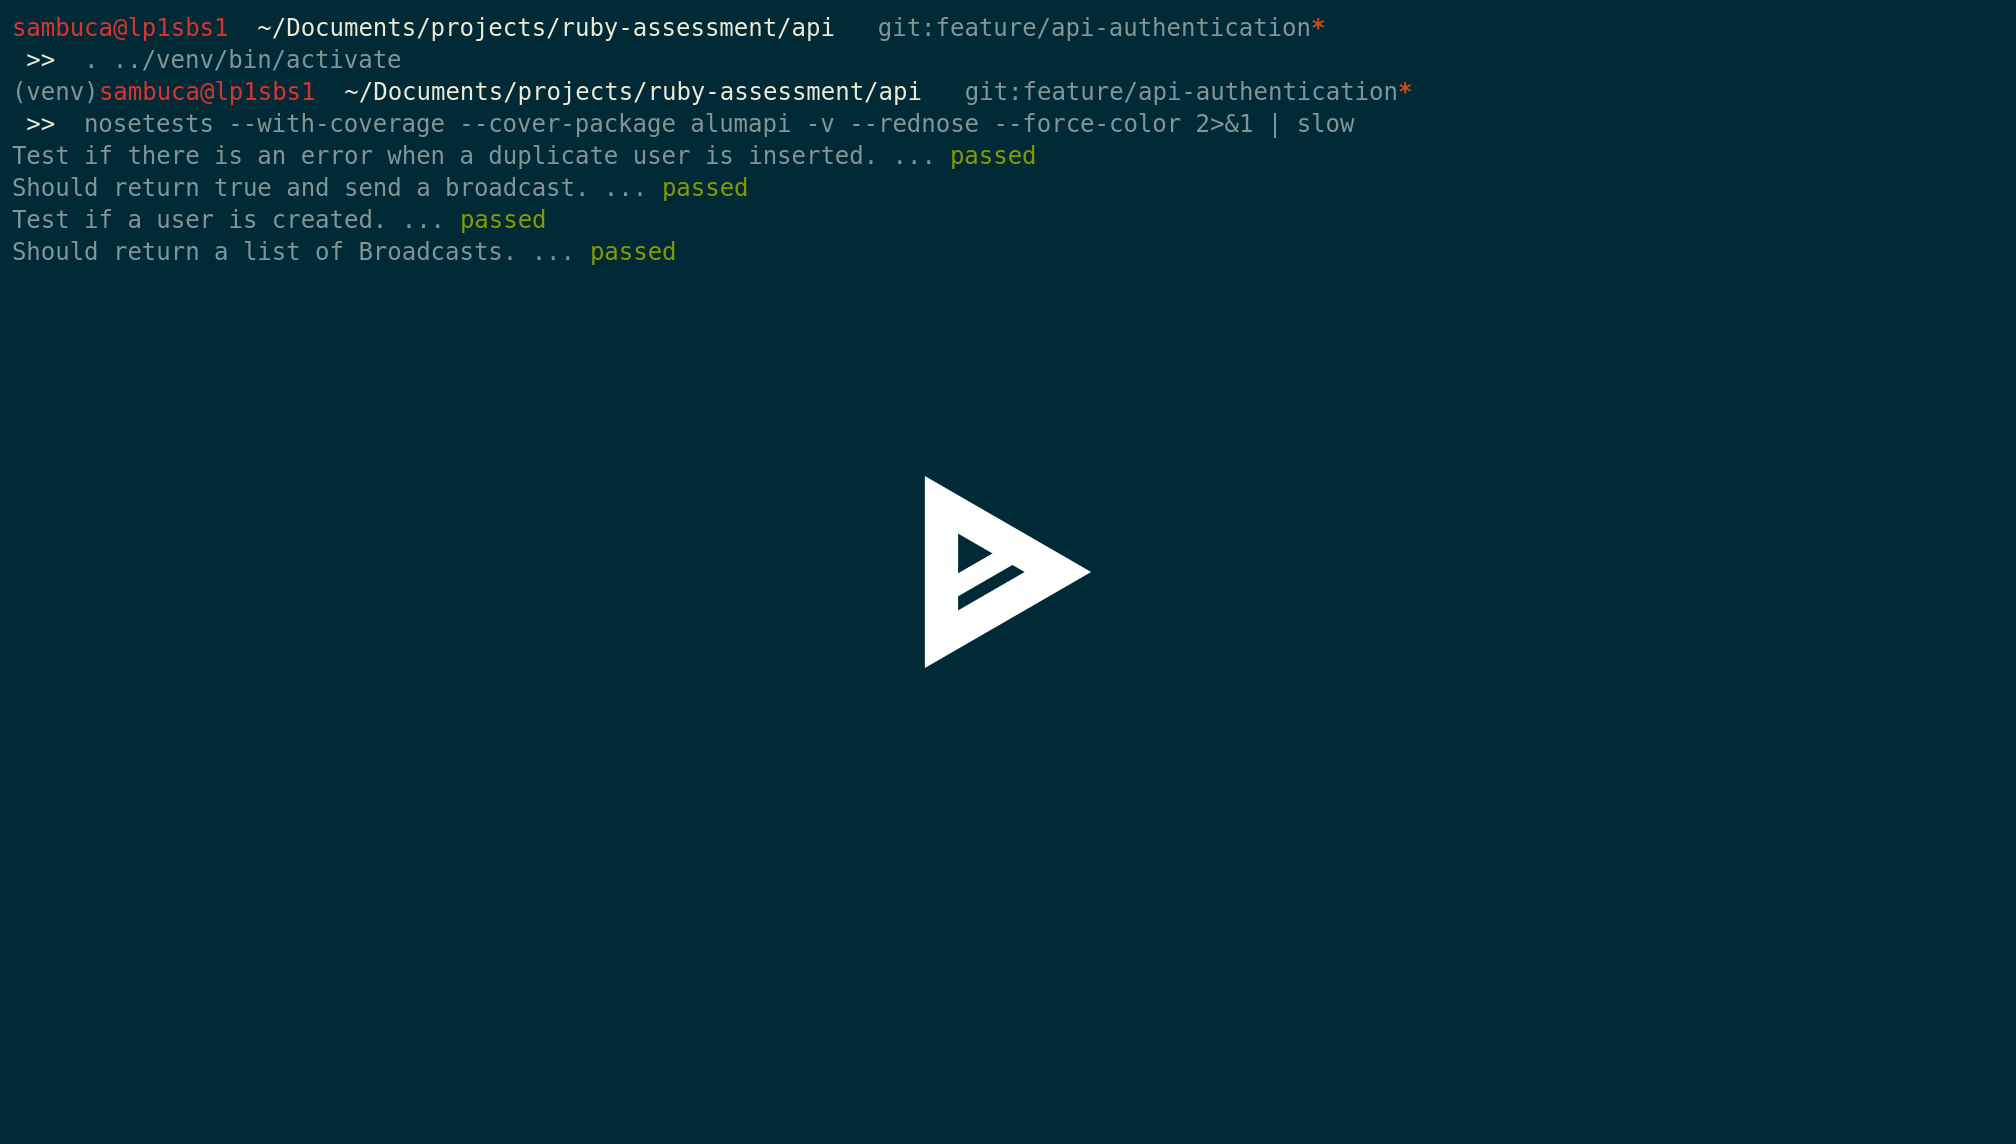 sambuca@lp1sbs1  ~/Documents/projects/ruby-assessment/api   git:feature/api-authentication*
 >>  . ../venv/bin/activate
(venv)sambuca@lp1sbs1  ~/Documents/projects/ruby-assessment/api   git:feature/api-authentication*
 >>  nosetests --with-coverage --cover-package alumapi -v --rednose --force-color 2>&1 | slow
Test if there is an error when a duplicate user is inserted. ... passed
Should return true and send a broadcast. ... passed
Test if a user is created. ... passed
Should return a list of Broadcasts. ... passed